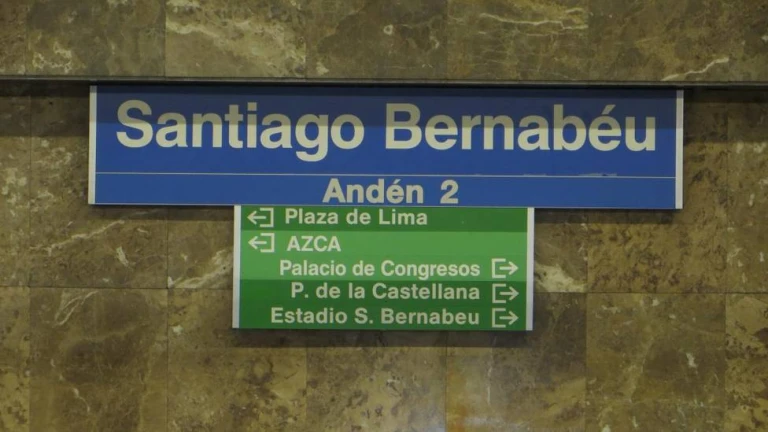 Santiago Bernabéu
Andén 2
Plaza de Lima
AZCA
Palacio de Congresos
P. de la Castellana
Estadio S. Bernabeu